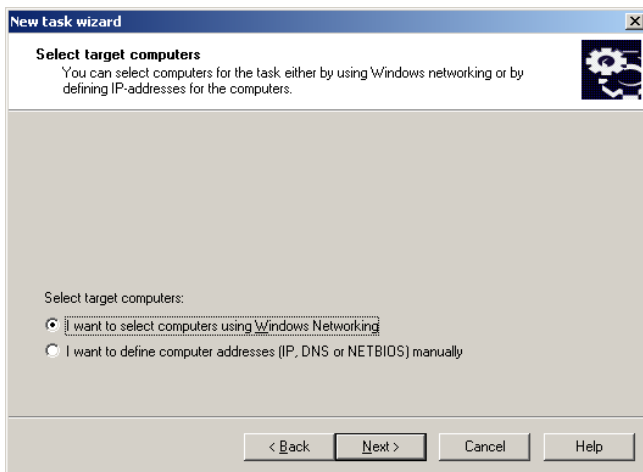 New task wizard
Select target computers
You can select computers for the task either by using Windows networking or by
defining IP-addresses for the computers.
Select target computers:
I want to select computers using Windows Networking
I want to define computer addresses (IP, DNS or NETBIOS) manually
< Back
Next >
Cancel
Help